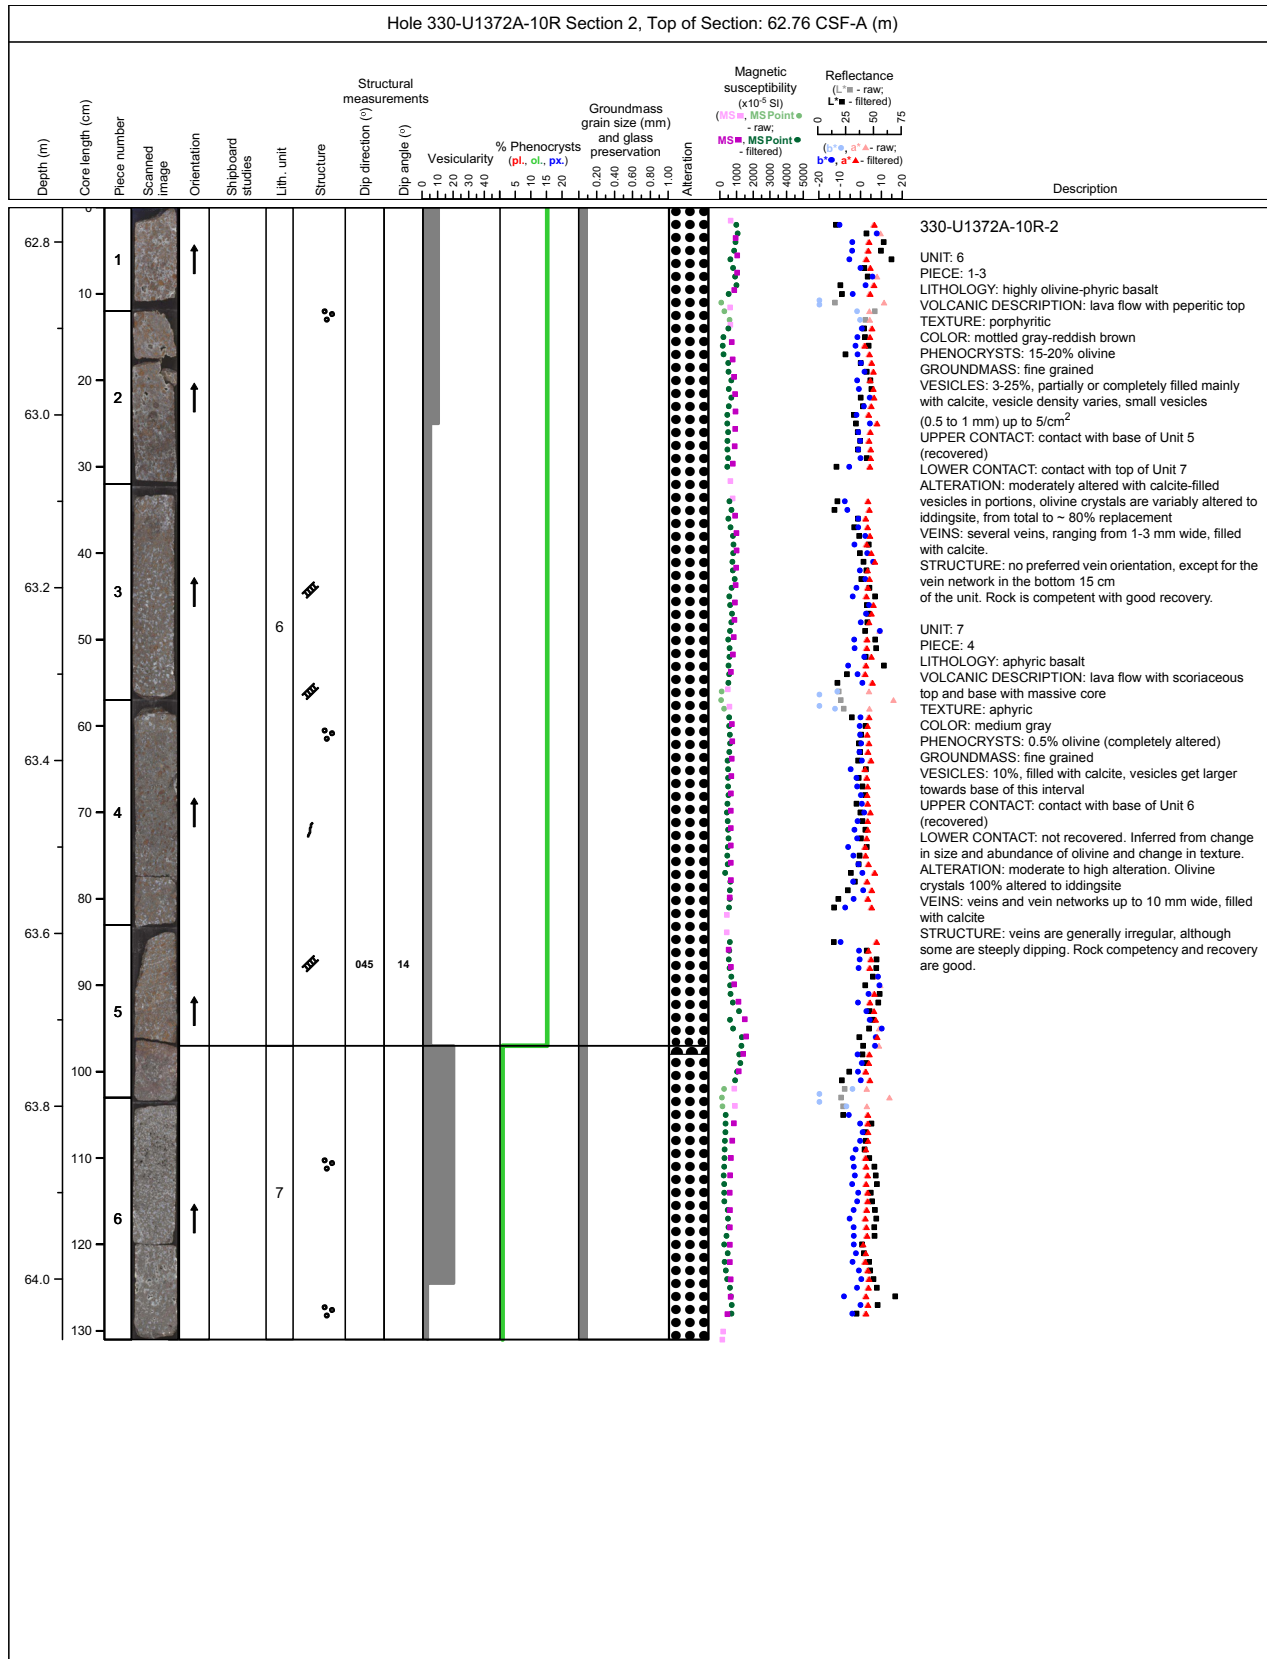 Hole 330-U1372A-10R Section 2, Top of Section: 62.76 CSF-A (m)
Depth (m)
Core length (cm)
Piece number
Scanned image
Orientation
Shipboard studies
Lith. unit
Structure
Structural measurements
Dip direction (º)
Dip angle (º)
Vesicularity
0 10 20 30 40
% Phenocrysts
(pl., ol., px.)
5 10 15 20
Groundmass
grain size (mm)
and glass
preservation
0.20 0.40 0.60 0.80 1.00
Alteration
Magnetic
susceptibility
(x10⁻⁵ SI)
(MS■, MSPoint●
- raw;
MS■, MSPoint●
- filtered)
0 1000 2000 3000 4000 5000
Reflectance
(L*■ - raw;
L*■ - filtered)
0 25 50 75
(b*●, a*▲- raw;
b*●, a*▲- filtered)
-20 -10 0 10 20
Description
0
62.8
1
10
20
2
63.0
30
40
3
63.2
50
6
60
63.4
70
4
80
63.6
90
5
045 14
100
63.8
110
7
6
120
64.0
130
330-U1372A-10R-2
UNIT: 6
PIECE: 1-3
LITHOLOGY: highly olivine-phyric basalt
VOLCANIC DESCRIPTION: lava flow with peperitic top
TEXTURE: porphyritic
COLOR: mottled gray-reddish brown
PHENOCRYSTS: 15-20% olivine
GROUNDMASS: fine grained
VESICLES: 3-25%, partially or completely filled mainly
with calcite, vesicle density varies, small vesicles
(0.5 to 1 mm) up to 5/cm²
UPPER CONTACT: contact with base of Unit 5
(recovered)
LOWER CONTACT: contact with top of Unit 7
ALTERATION: moderately altered with calcite-filled
vesicles in portions, olivine crystals are variably altered to
iddingsite, from total to ~ 80% replacement
VEINS: several veins, ranging from 1-3 mm wide, filled
with calcite.
STRUCTURE: no preferred vein orientation, except for the
vein network in the bottom 15 cm
of the unit. Rock is competent with good recovery.
UNIT: 7
PIECE: 4
LITHOLOGY: aphyric basalt
VOLCANIC DESCRIPTION: lava flow with scoriaceous
top and base with massive core
TEXTURE: aphyric
COLOR: medium gray
PHENOCRYSTS: 0.5% olivine (completely altered)
GROUNDMASS: fine grained
VESICLES: 10%, filled with calcite, vesicles get larger
towards base of this interval
UPPER CONTACT: contact with base of Unit 6
(recovered)
LOWER CONTACT: not recovered. Inferred from change
in size and abundance of olivine and change in texture.
ALTERATION: moderate to high alteration. Olivine
crystals 100% altered to iddingsite
VEINS: veins and vein networks up to 10 mm wide, filled
with calcite
STRUCTURE: veins are generally irregular, although
some are steeply dipping. Rock competency and recovery
are good.